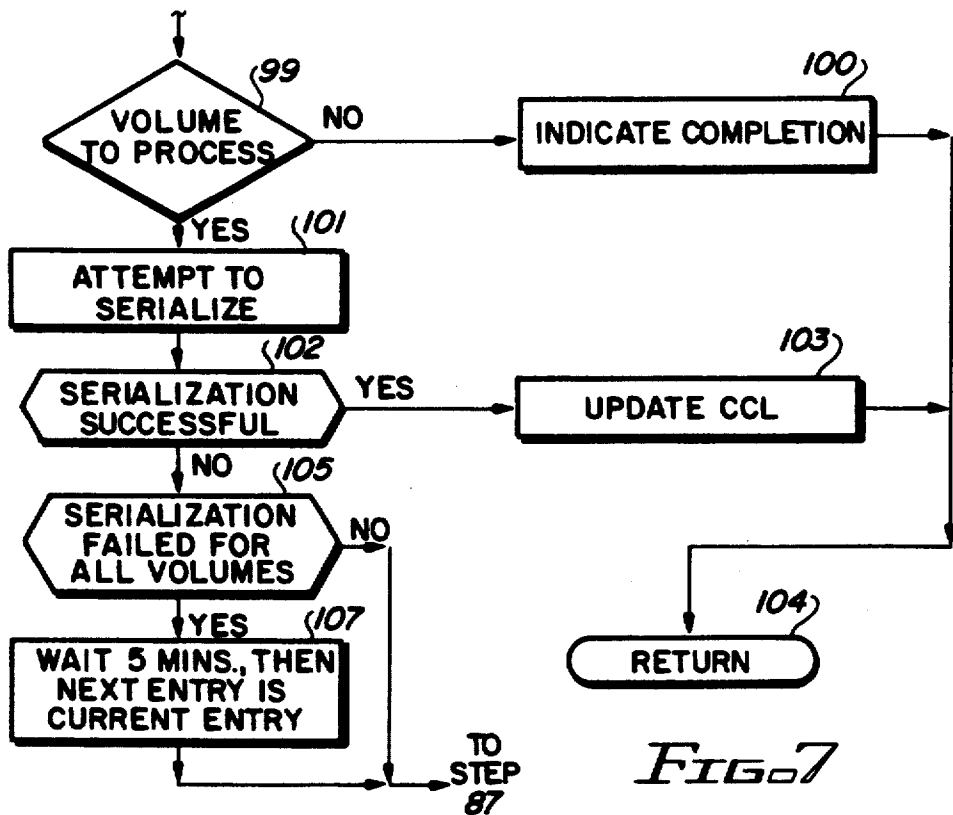 99
VOLUME
TO PROCESS
NO
100
INDICATE COMPLETION
YES
101
ATTEMPT TO
SERIALIZE
102
SERIALIZATION
SUCCESSFUL
YES
103
UPDATE CCL
NO
105
SERIALIZATION
FAILED FOR
ALL VOLUMES
NO
YES
107
WAIT 5 MINS., THEN
NEXT ENTRY IS
CURRENT ENTRY
104
RETURN
TO
STEP
87
FIG. 7